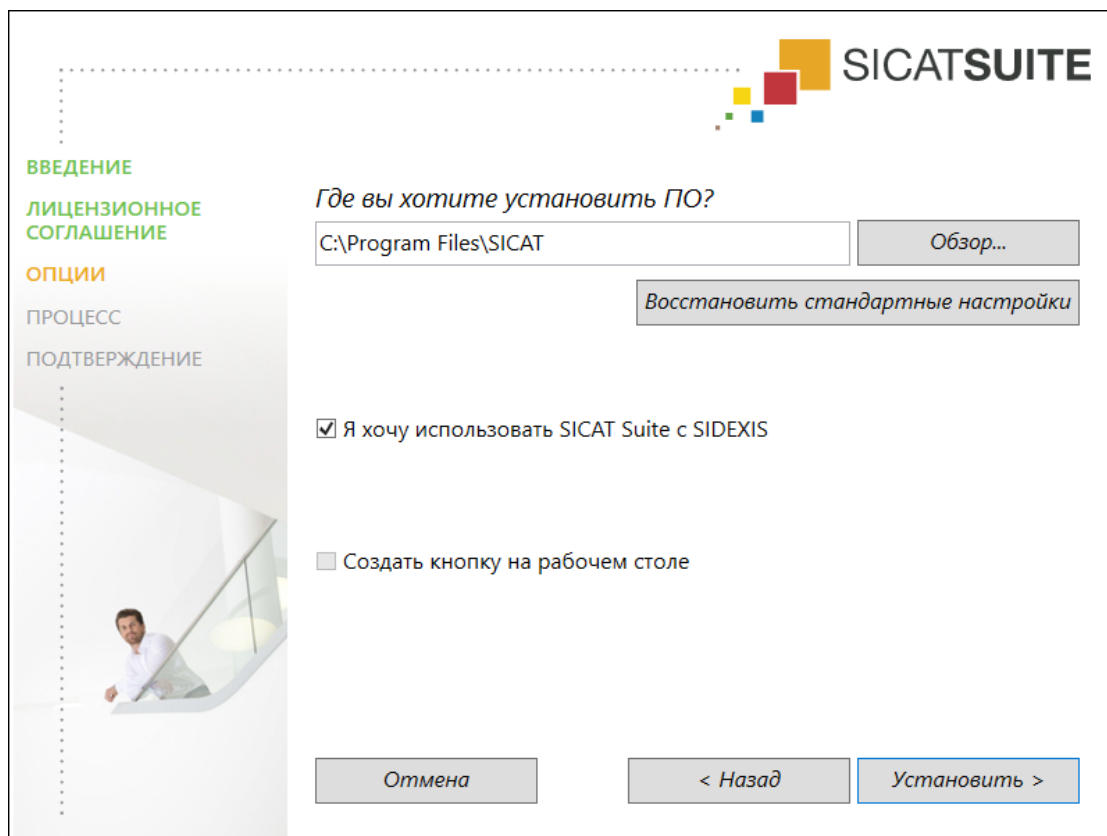 SICATSUITE
ВВЕДЕНИЕ
ЛИЦЕНЗИОННОЕ
СОГЛАШЕНИЕ
ОПЦИИ
ПРОЦЕСС
ПОДТВЕРЖДЕНИЕ
Где вы хотите установить ПО?
C:\Program Files\SICAT
Обзор...
Восстановить стандартные настройки
Я хочу использовать SICAT Suite с SIDEXIS
Создать кнопку на рабочем столе
Отмена
< Назад
Установить >